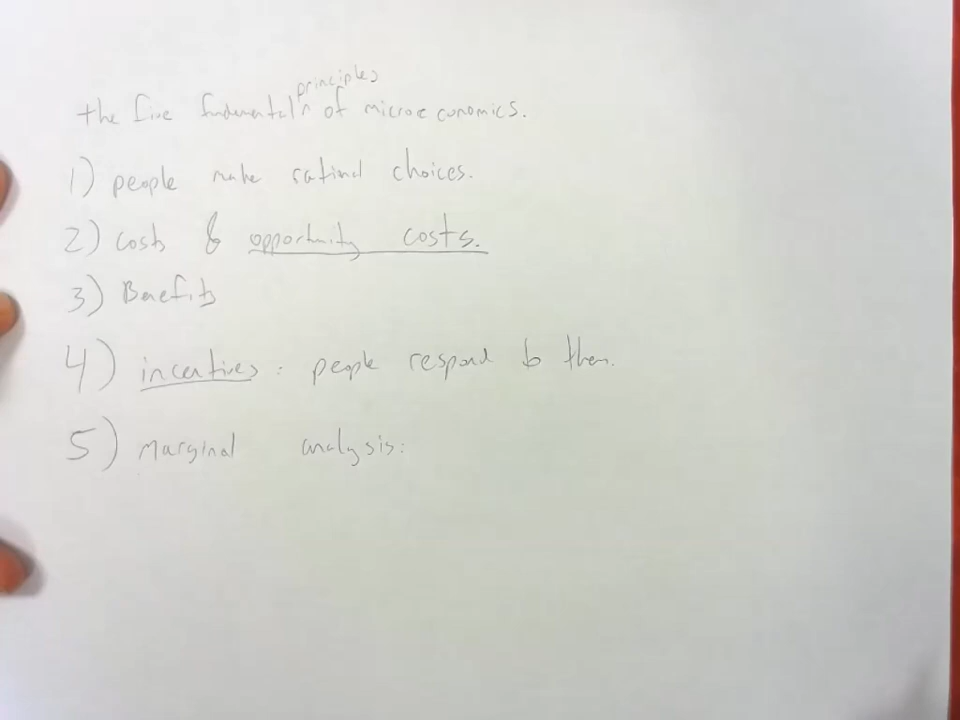 the five fundemental principles of microeconomics.
1) people make rational choices.
2) costs & opportunity costs.
3) Benefits
4) incentives: people respond to them.
5) Marginal analysis: